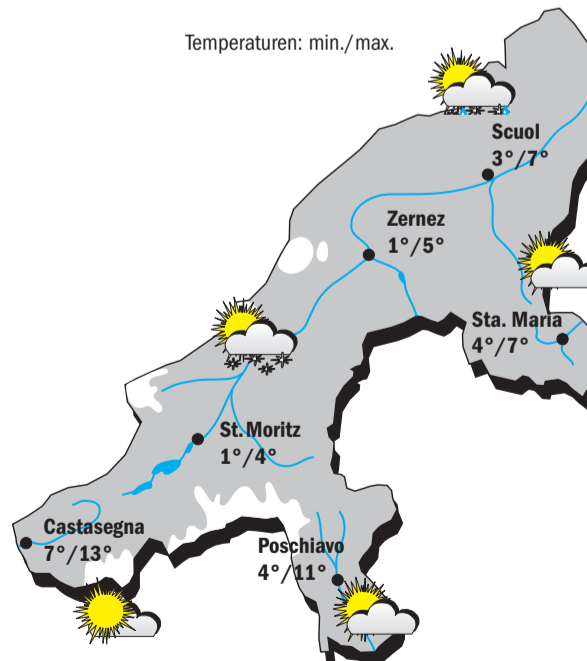 Temperaturen: min./max.
Scuol
3°/7°
Zernez
1°/5°
Sta. Maria
4°/7°
St. Moritz
1°/4°
Castasegna
7°/13°
Poschiavo
4°/11°